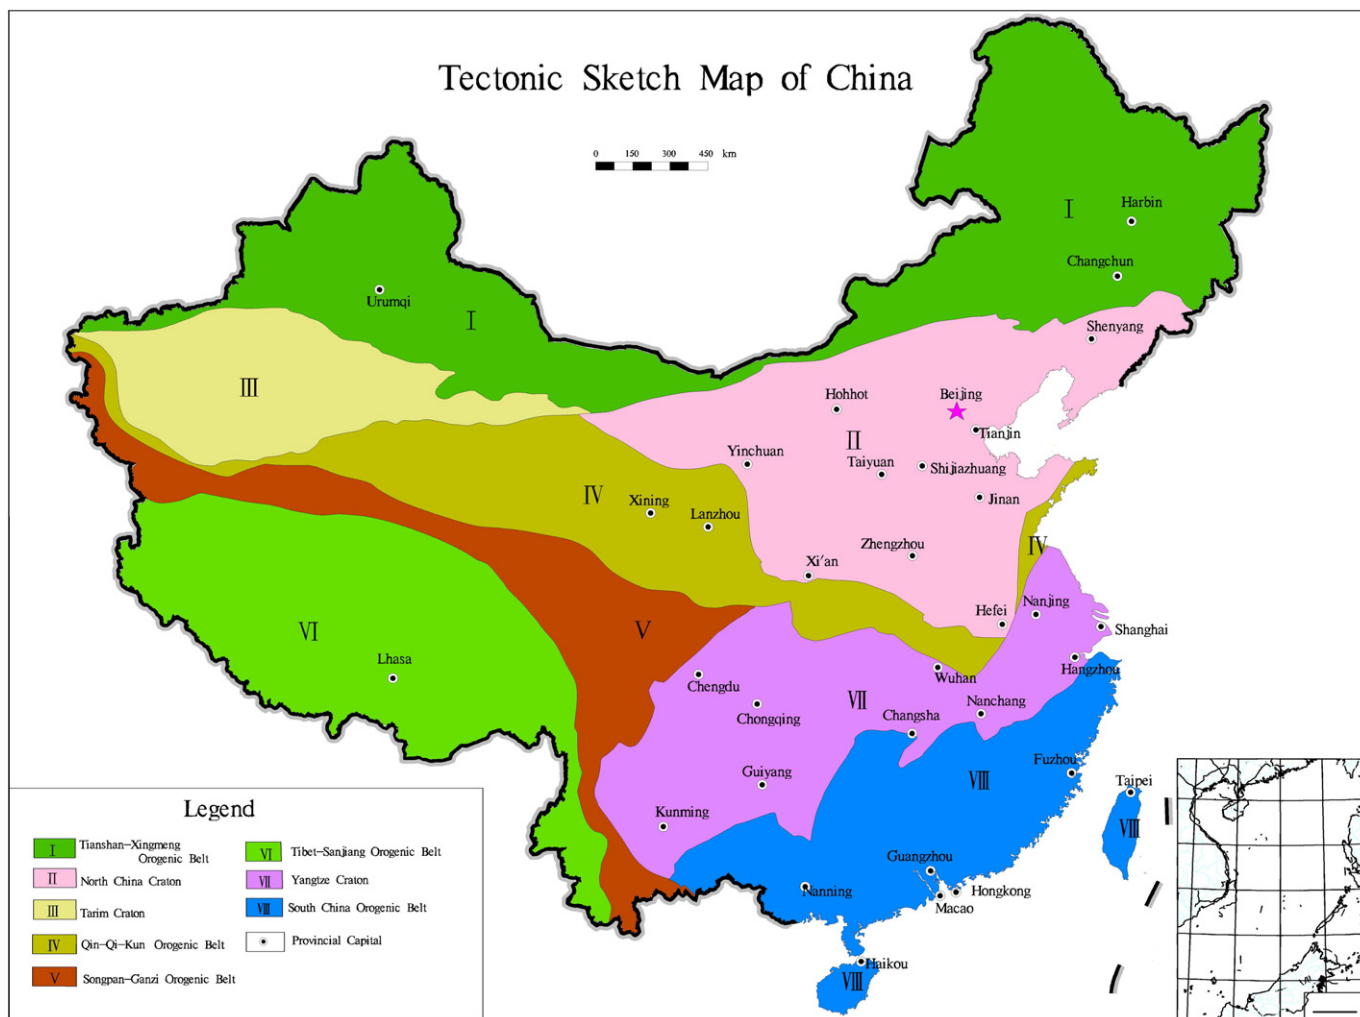 Tectonic Sketch Map of China
0 150 300 450 km
I
Harbin
Changchun
Urumqi
I
Shenyang
III
Hohhot
Beijing
II
Tianjin
Yinchuan
Taiyuan
Shijiazhuang
IV
Xining
Jinan
Lanzhou
Zhengzhou
IV
Xi'an
Hefei
Nanjing
VI
V
Shanghai
Lhasa
Hangzhou
Chengdu
Wuhan
VII
Nanchang
Chongqing
Changsha
Fuzhou
Guiyang
VIII
Taipei
Kunming
VIII
Guangzhou
Nanning
Hongkong
Macao
Haikou
VIII
Legend
I Tianshan-Xingmeng
Orogenic Belt
II North China Craton
III Tarim Craton
IV Qin-Qi-Kun Orogenic Belt
V Songpan-Ganzi Orogenic Belt
VI Tibet-Sanjiang Orogenic Belt
VII Yangtze Craton
VIII South China Orogenic Belt
Provincial Capital